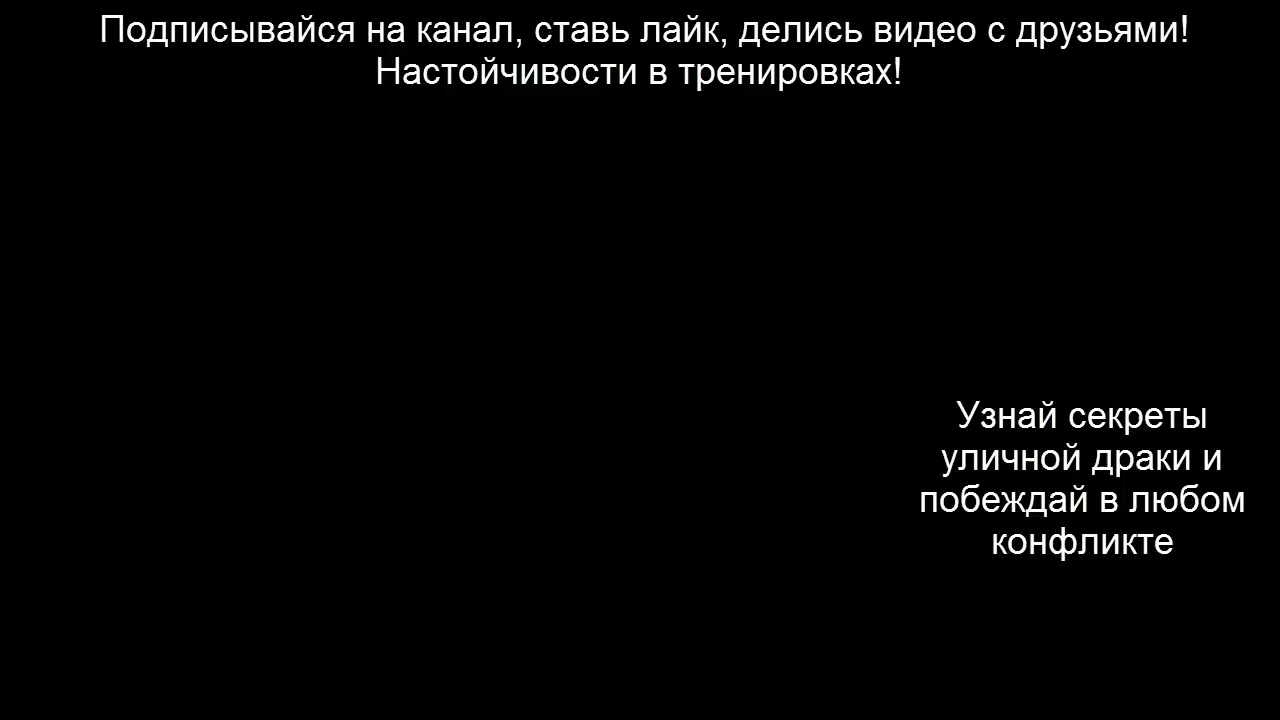 Подписывайся на канал, ставь лайк, делись видео с друзьями!
Настойчивости в тренировках!
Узнай секреты
уличной драки и
побеждай в любом
конфликте